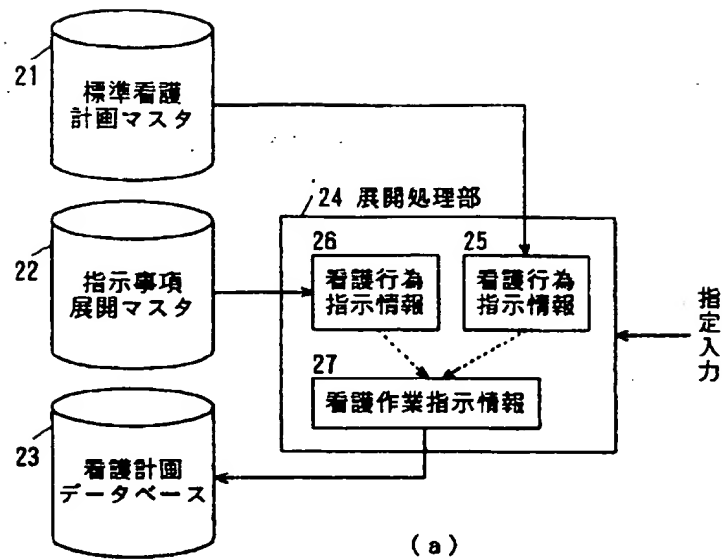 21
標準看護
計画マスタ
22
指示事項
展開マスタ
23
看護計画
データベース
24 展開処理部
26
看護行為
指示情報
25
看護行為
指示情報
27
看護作業指示情報
指定入力
(a)